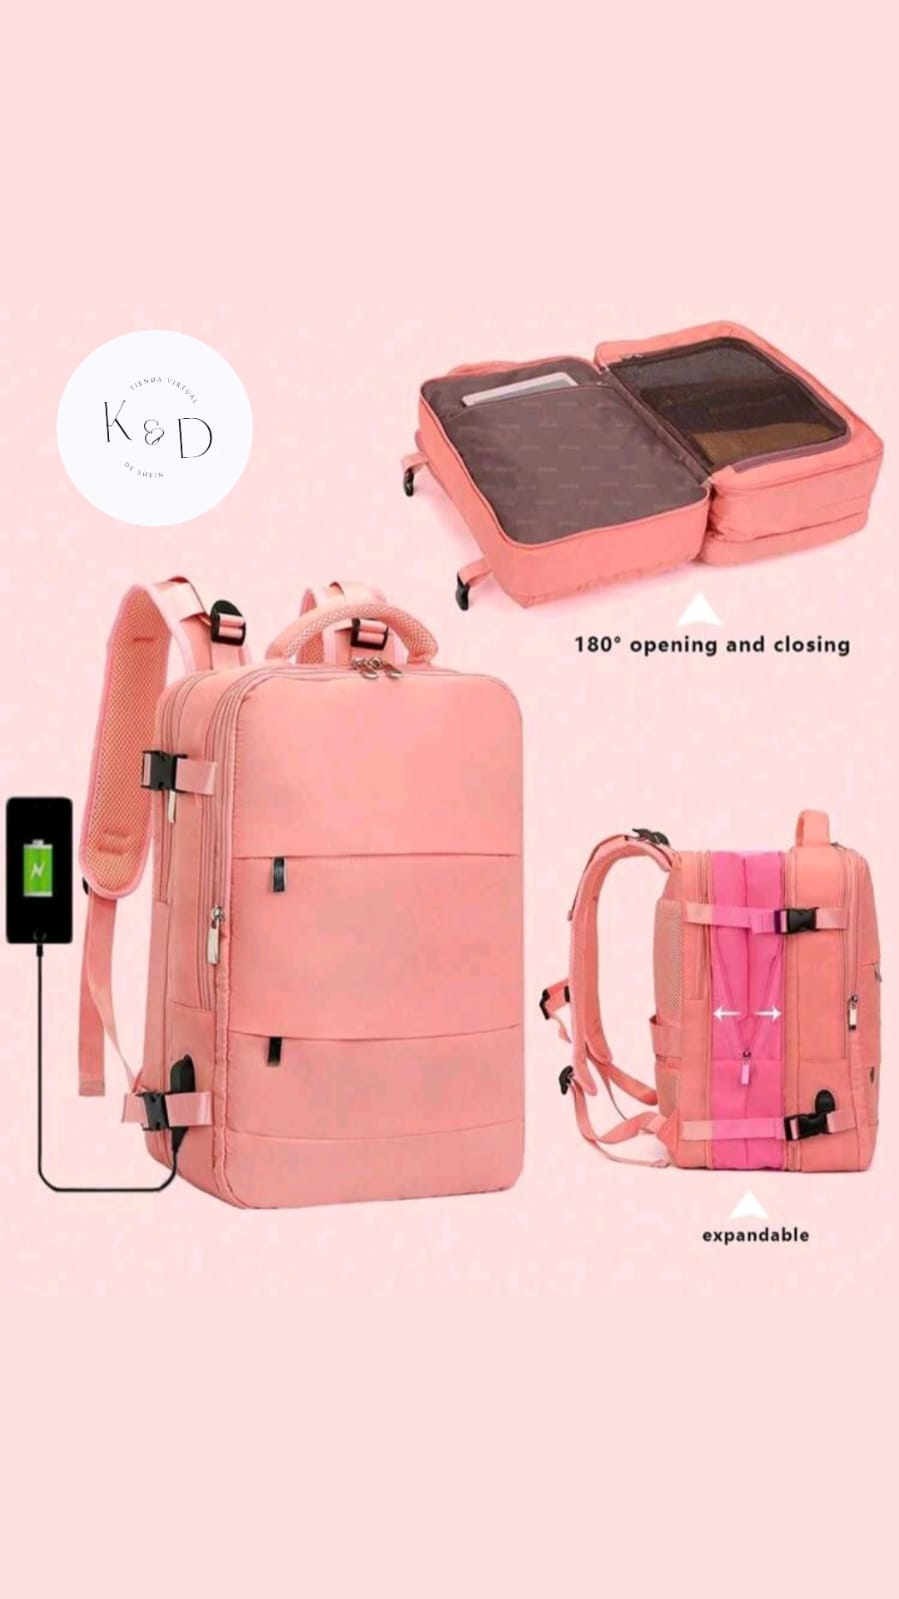 TIENDA VIRTUAL
K & D
DE SHEIN
180° opening and closing
expandable